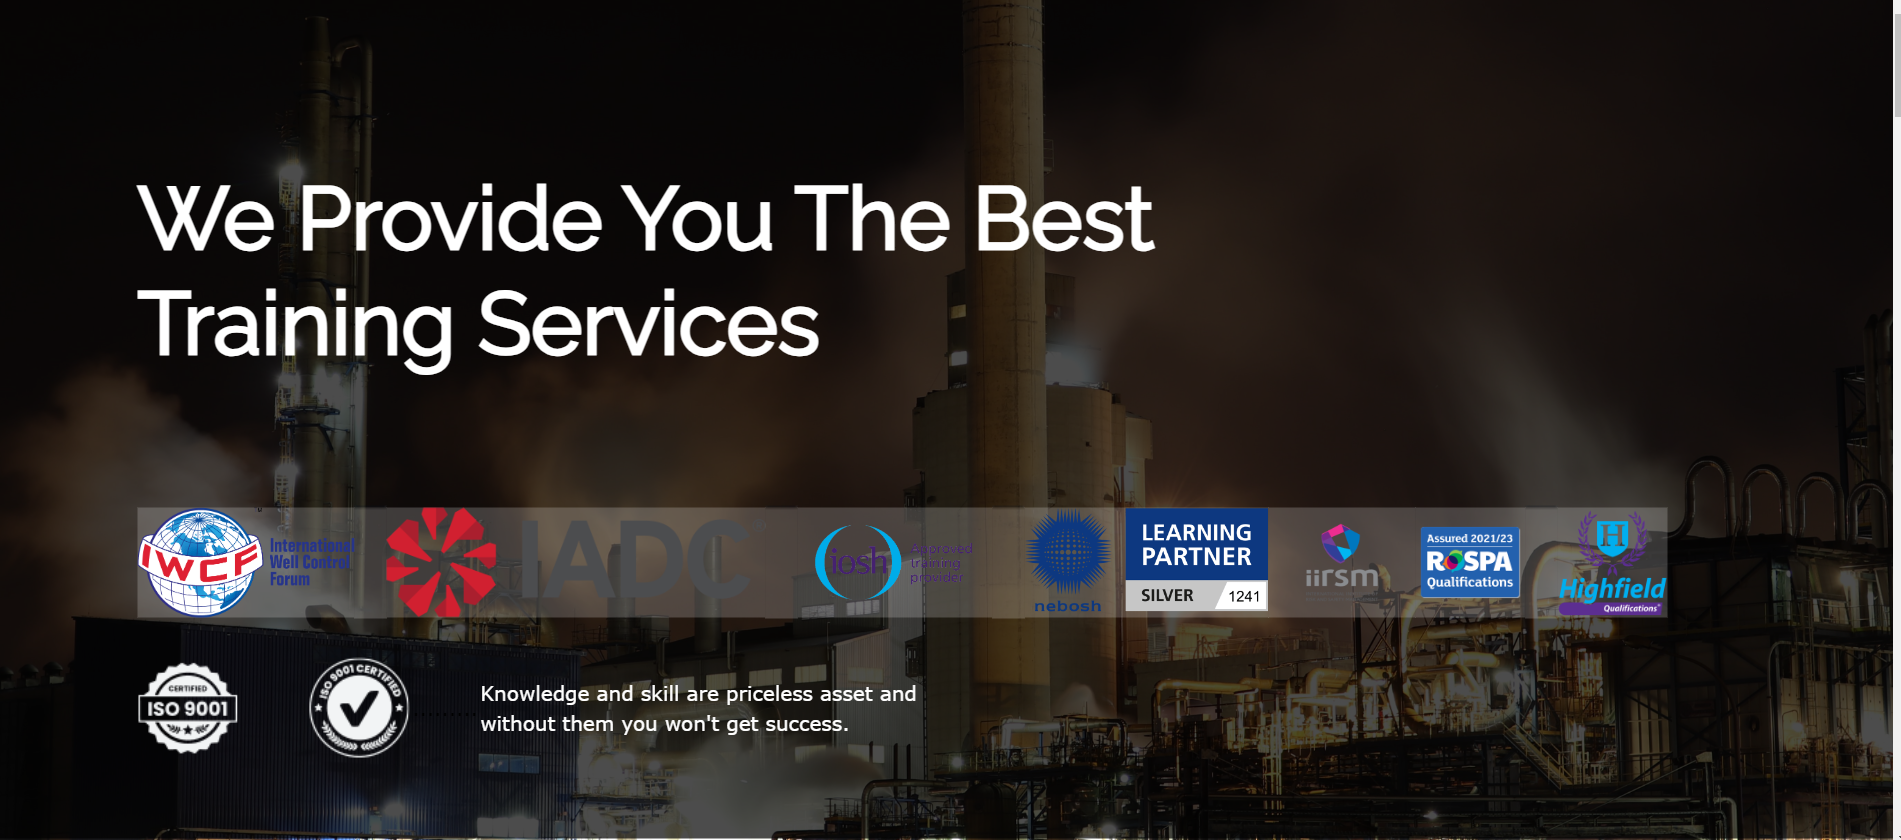 We Provide You The Best
Training Services
IWCF
International
Well Control
Forum
IADC
iosh
Approved
training
provider
nebosh
LEARNING
PARTNER
SILVER 1241
iirsm
Assured 2021/23
RoSPA
Qualifications
H
Highfield
Qualifications
CERTIFIED
ISO 9001
ISO 9001 CERTIFIED
Knowledge and skill are priceless asset and
without them you won't get success.